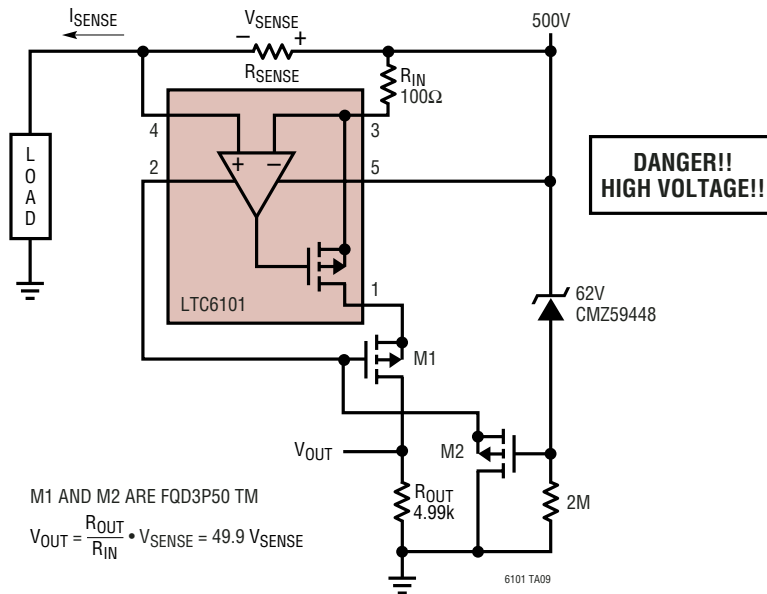 ISENSE
VSENSE
− +
RSENSE
500V
RIN
100Ω
4
3
2
5
+ −
L
O
A
D
DANGER!!
HIGH VOLTAGE!!
LTC6101
1
62V
CMZ59448
M1
VOUT
M2
ROUT
4.99k
2M
M1 AND M2 ARE FQD3P50 TM
VOUT = ROUT/RIN • VSENSE = 49.9 VSENSE
6101 TA09